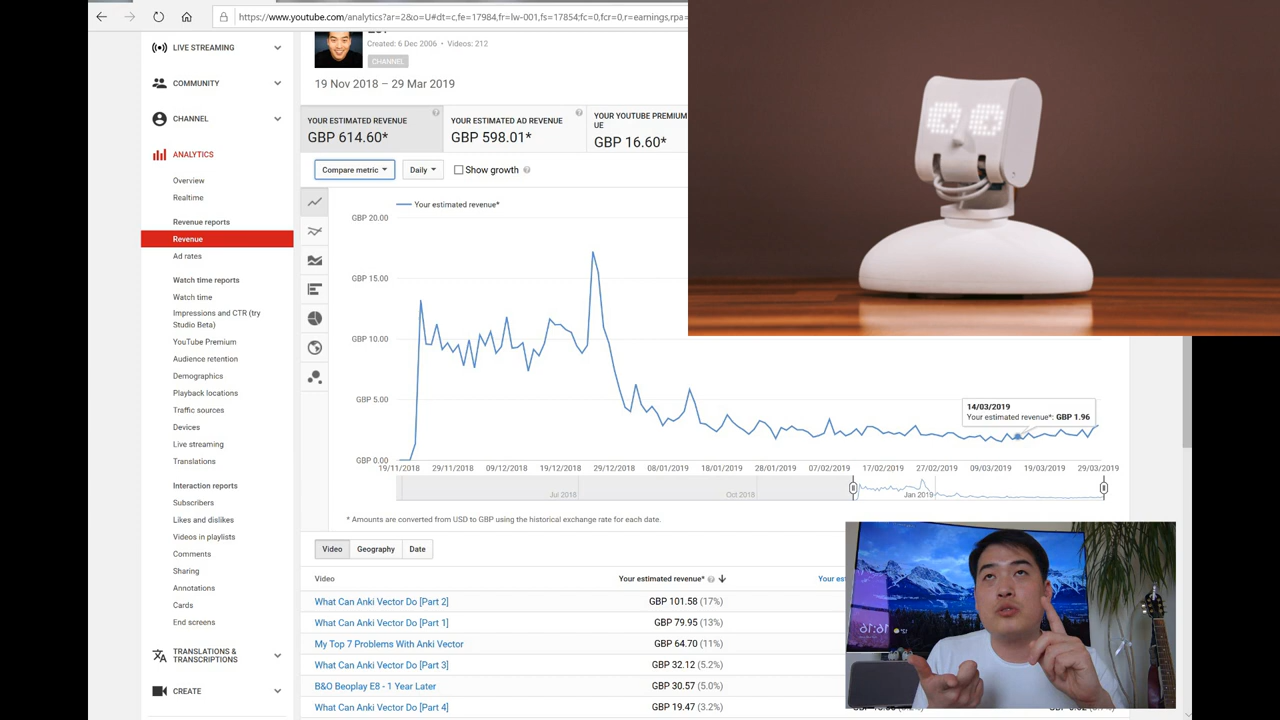 https://www.youtube.com/analytics?ar=2&o=U#dt=c,fe=17984,fr=lw-001,fs=17854;fc=0,fcr=0,r=earnings,rpa=
LIVE STREAMING
COMMUNITY
CHANNEL
ANALYTICS
Overview
Realtime
Revenue reports
Revenue
Ad rates
Watch time reports
Watch time
Impressions and CTR (try
Studio Beta)
YouTube Premium
Audience retention
Demographics
Playback locations
Traffic sources
Devices
Live streaming
Translations
Interaction reports
Subscribers
Likes and dislikes
Videos in playlists
Comments
Sharing
Annotations
Cards
End screens
TRANSLATIONS &
TRANSCRIPTIONS
CREATE
Created: 6 Dec 2006 • Videos: 212
CHANNEL
19 Nov 2018 – 29 Mar 2019
YOUR ESTIMATED REVENUE
GBP 614.60*
YOUR ESTIMATED AD REVENUE
GBP 598.01*
YOUR YOUTUBE PREMIUM
UE
GBP 16.60*
Compare metric Daily Show growth
Your estimated revenue*
GBP 20.00
GBP 15.00
GBP 10.00
GBP 5.00
GBP 0.00
14/03/2019
Your estimated revenue*: GBP 1.96
19/11/2018 29/11/2018 09/12/2018 19/12/2018 29/12/2018 08/01/2019 18/01/2019 28/01/2019 07/02/2019 17/02/2019 27/02/2019 09/03/2019 19/03/2019 29/03/2019
Jul 2018 Oct 2018 Jan 2019
* Amounts are converted from USD to GBP using the historical exchange rate for each date.
Video Geography Date
Video Your estimated revenue* Your es
What Can Anki Vector Do [Part 2] GBP 101.58 (17%)
What Can Anki Vector Do [Part 1] GBP 79.95 (13%)
My Top 7 Problems With Anki Vector GBP 64.70 (11%)
What Can Anki Vector Do [Part 3] GBP 32.12 (5.2%)
B&O Beoplay E8 - 1 Year Later GBP 30.57 (5.0%)
What Can Anki Vector Do [Part 4] GBP 19.47 (3.2%)
16:16